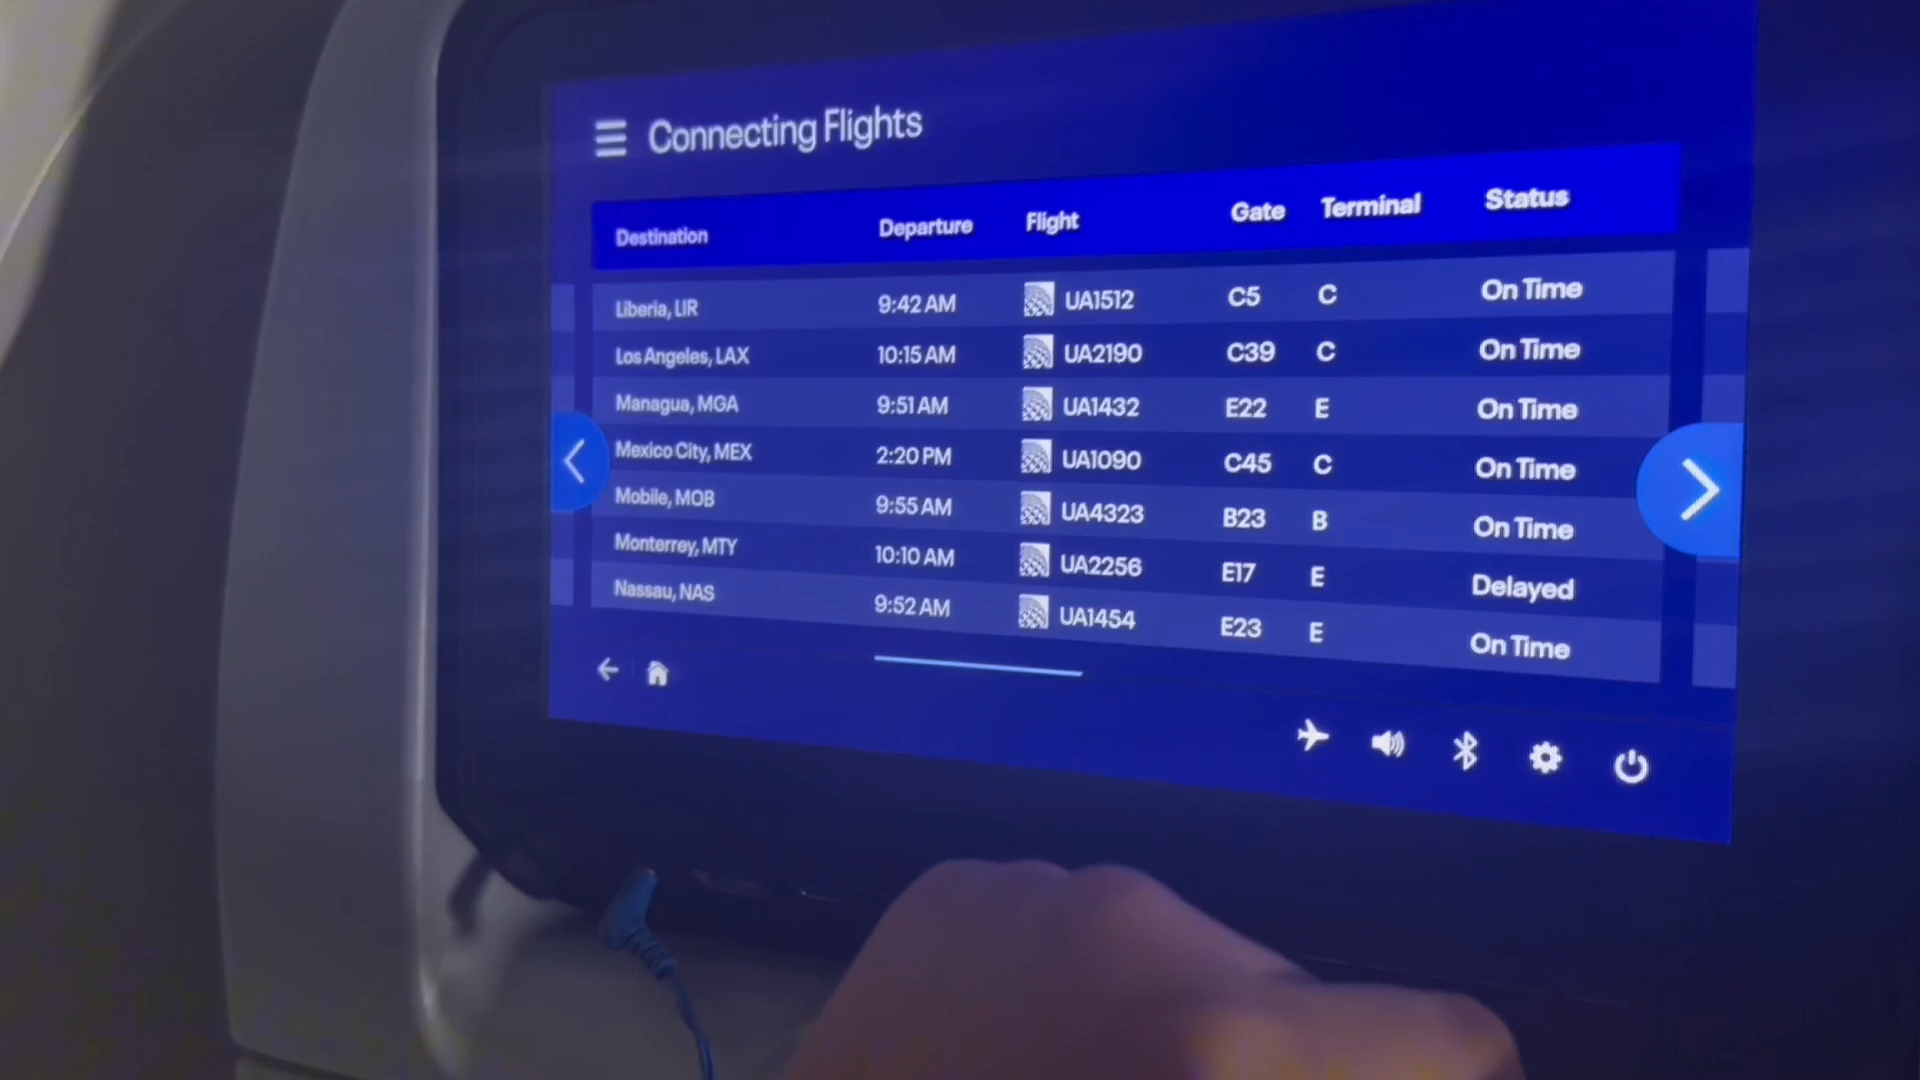 Connecting Flights
Destination Departure Flight Gate Terminal Status
Liberia, LIR 9:42 AM UA1512 C5 C On Time
Los Angeles, LAX 10:15 AM UA2190 C39 C On Time
Managua, MGA 9:51 AM UA1432 E22 E On Time
Mexico City, MEX 2:20 PM UA1090 C45 C On Time
Mobile, MOB 9:55 AM UA4323 B23 B On Time
Monterrey, MTY 10:10 AM UA2256 E17 E Delayed
Nassau, NAS 9:52 AM UA1454 E23 E On Time